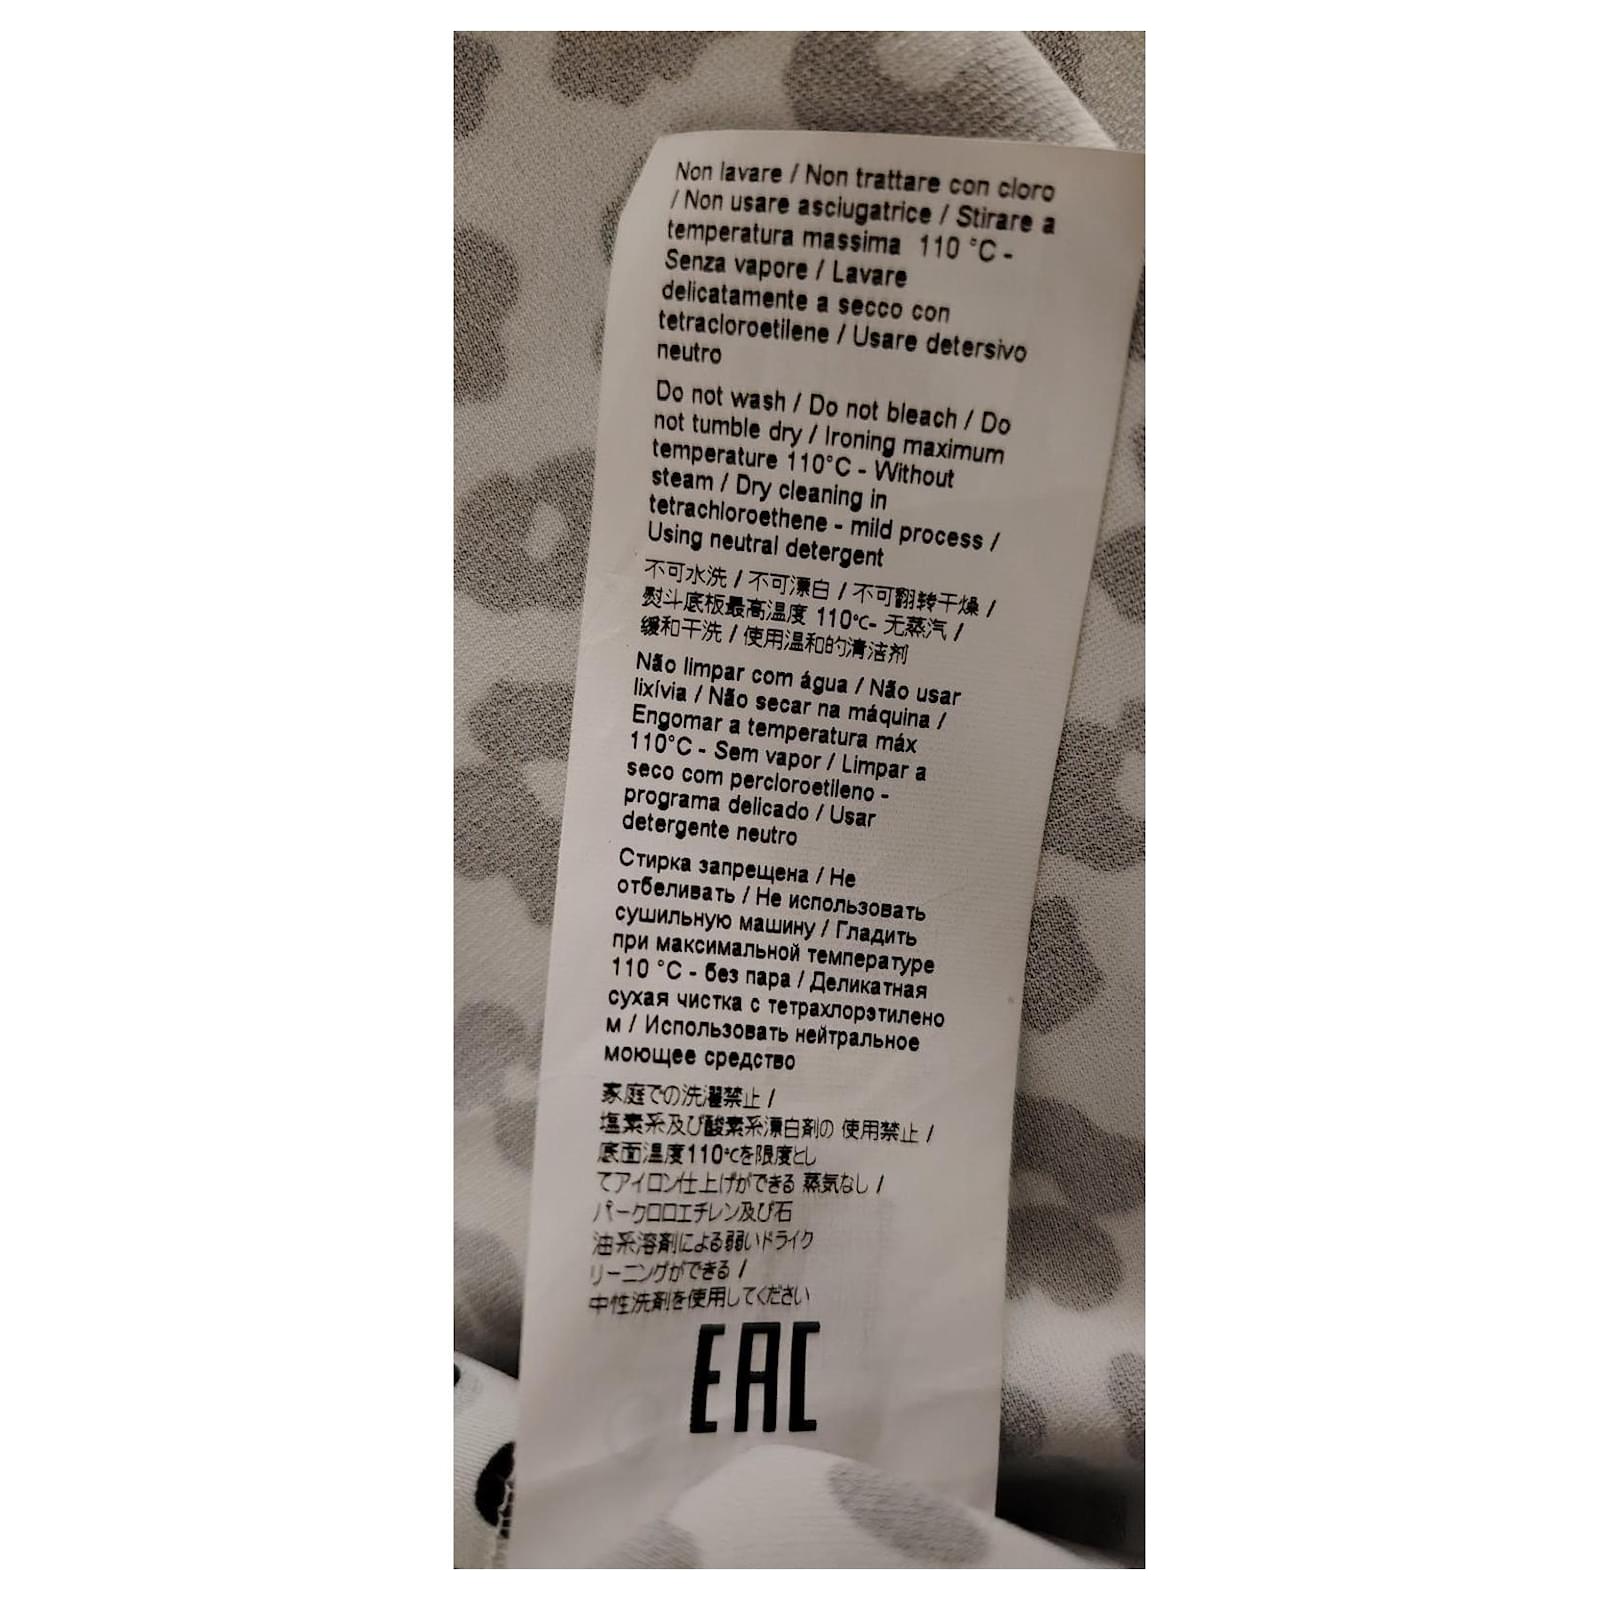 Non lavare / Non trattare con cloro
/ Non usare asciugatrice / Stirare a
temperatura massima 110 °C -
Senza vapore / Lavare
delicatamente a secco con
tetracloroetilene / Usare detersivo
neutro
Do not wash / Do not bleach / Do
not tumble dry / Ironing maximum
temperature 110°C - Without
steam / Dry cleaning in
tetrachloroethene - mild process /
Using neutral detergent
不可水洗 / 不可漂白 / 不可翻转干燥 /
熨斗底板最高温度 110℃- 无蒸汽 /
缓和干洗 / 使用温和的清洁剂
Não limpar com água / Não usar
lixívia / Não secar na máquina /
Engomar a temperatura máx
110°C - Sem vapor / Limpar a
seco com percloroetileno -
programa delicado / Usar
detergente neutro
Стирка запрещена / Не
отбеливать / Не использовать
сушильную машину / Гладить
при максимальной температуре
110 °C - без пара / Деликатная
сухая чистка с тетрахлорэтилено
м / Использовать нейтральное
моющее средство
家庭での洗濯禁止 /
塩素系及び酸素系漂白剤の 使用禁止 /
底面温度110℃を限度とし
てアイロン仕上げができる 蒸気なし /
パークロロエチレン及び石
油系溶剤による弱いドライク
リーニングができる /
中性洗剤を使用してください
EAC